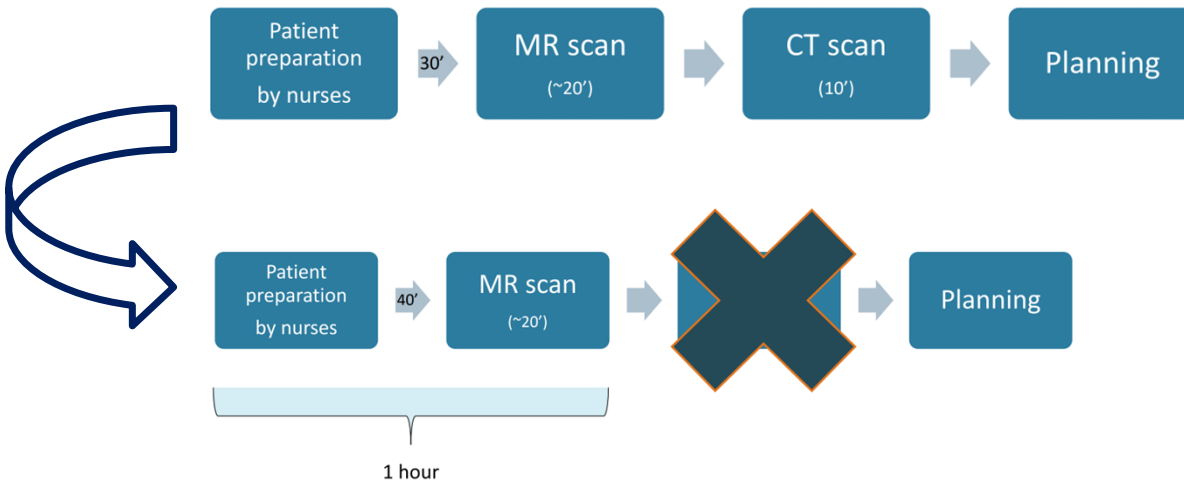 Patient
preparation
by nurses
30’
MR scan
(~20’)
CT scan
(10’)
Planning
Patient
preparation
by nurses
40’
MR scan
(~20’)
Planning
1 hour